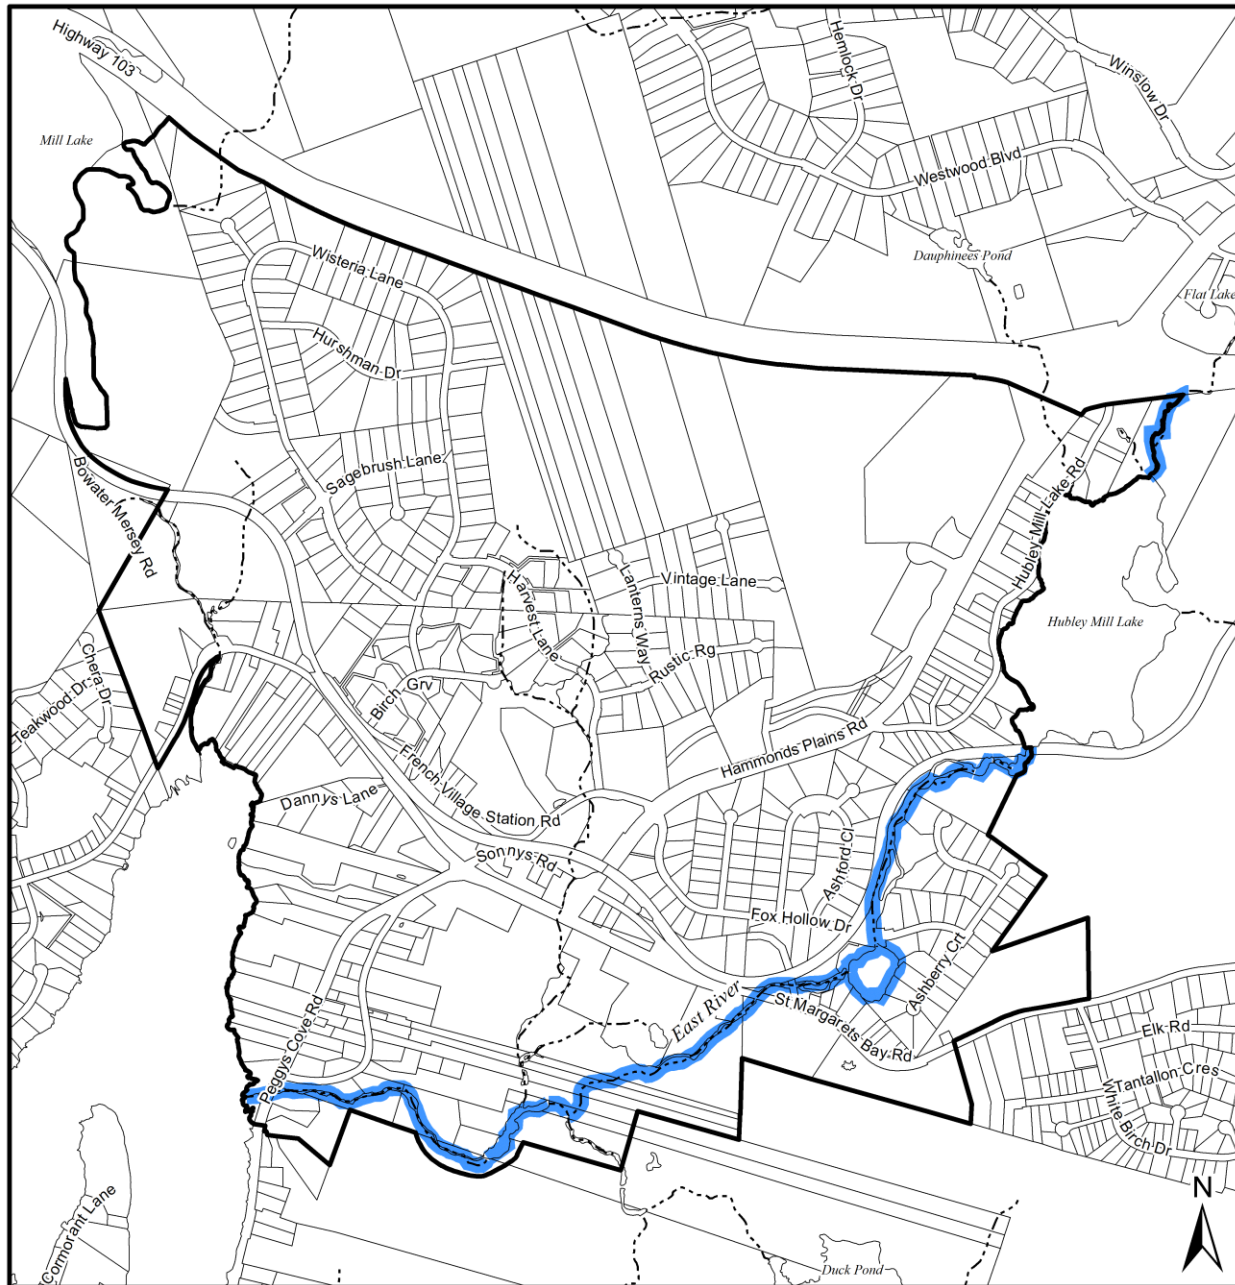 Highway 103
Hemlock Dr
Winslow Dr
Mill Lake
Westwood Blvd
Dauphinees Pond
Wisteria Lane
Flat Lake
Hurshman Dr
Sagebrush Lane
Bowater Mersey Rd
Hubley Mill Lake Rd
Harvest Lane
Lanterns Way
Vintage Lane
Hubley Mill Lake
Chera Dr
Teakwood Dr
Rustic Rg
Birch Grv
Hammonds Plains Rd
French Village Station Rd
Dannys Lane
Sonnys Rd
Ashford Cl
Fox Hollow Dr
Ashberry Crt
East River
St Margarets Bay Rd
Peggys Cove Rd
Elk Rd
Tantallon Cres
White Birch Dr
N
Cormorant Lane
Duck Pond